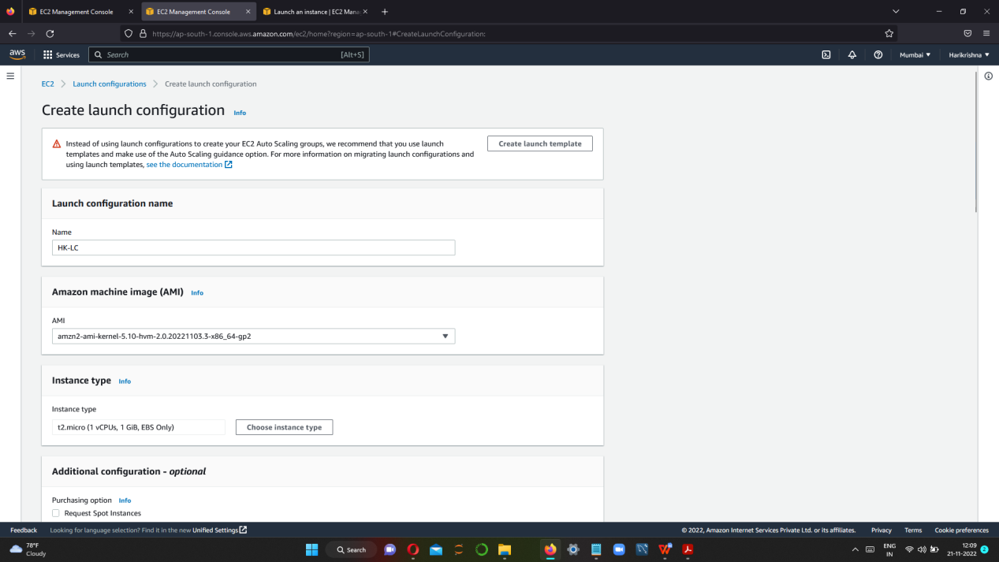 EC2 Management Console
EC2 Management Console
Launch an instance | EC2 Mana
https://ap-south-1.console.aws.amazon.com/ec2/home?region=ap-south-1#CreateLaunchConfiguration:
aws
Services
Search
[Alt+S]
Mumbai
Harikrishna
EC2
Launch configurations
Create launch configuration
Create launch configuration Info
Instead of using launch configurations to create your EC2 Auto Scaling groups, we recommend that you use launch
templates and make use of the Auto Scaling guidance option. For more information on migrating launch configurations and
using launch templates, see the documentation
Create launch template
Launch configuration name
Name
HK-LC
Amazon machine image (AMI) Info
AMI
amzn2-ami-kernel-5.10-hvm-2.0.20221103.3-x86_64-gp2
Instance type Info
Instance type
t2.micro (1 vCPUs, 1 GiB, EBS Only)
Choose instance type
Additional configuration - optional
Purchasing option Info
Request Spot Instances
Feedback
Looking for language selection? Find it in the new Unified Settings
© 2022, Amazon Internet Services Private Ltd. or its affiliates.
Privacy
Terms
Cookie preferences
78°F
Cloudy
Search
ENG
IN
12:09
21-11-2022
2